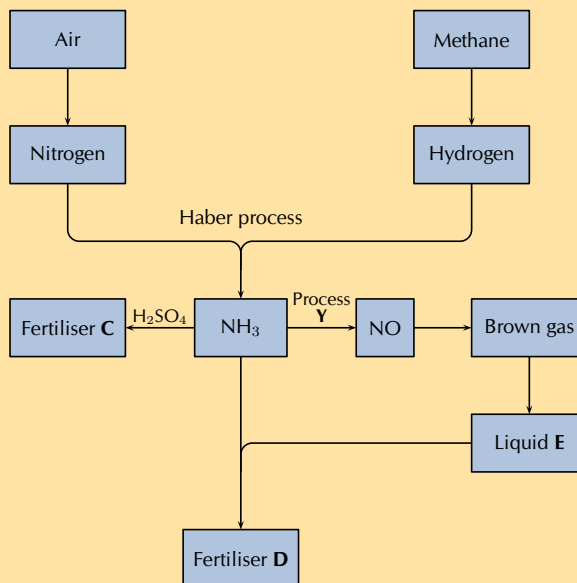 Air
Methane
Nitrogen
Hydrogen
Haber process
Fertiliser C
H₂SO₄
NH₃
Process
Y
NO
Brown gas
Liquid E
Fertiliser D